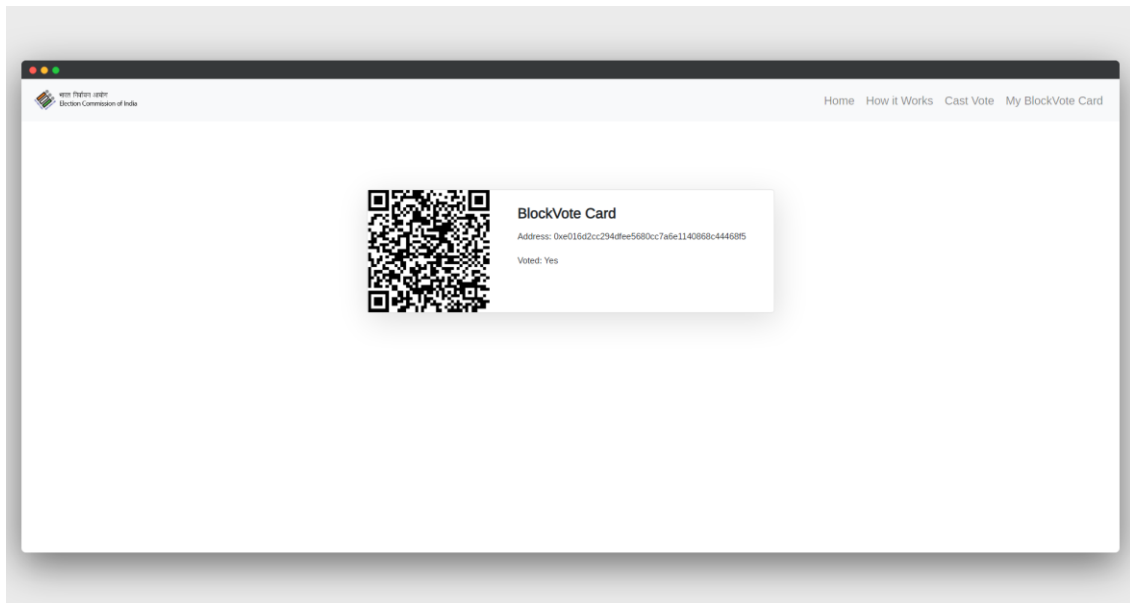 भारत निर्वाचन आयोग
Election Commission of India
Home How it Works Cast Vote My BlockVote Card
BlockVote Card
Address: 0xe016d2cc294dfee5680cc7a6e1140868c44468f5
Voted: Yes